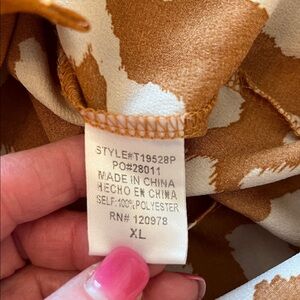 STYLE#T19528P
PO#28011
MADE IN CHINA
HECHO EN CHINA
SELF:100%POLYESTER
RN# 120978
XL